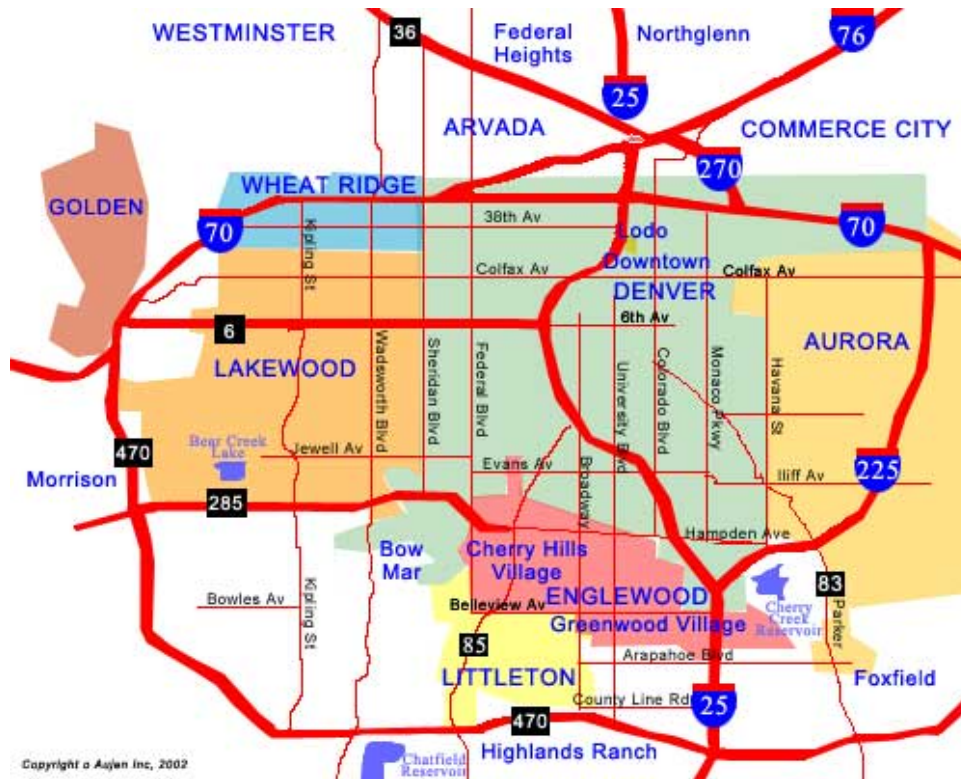 WESTMINSTER
36
Federal
Heights
Northglenn
76
25
ARVADA
COMMERCE CITY
270
GOLDEN
WHEAT RIDGE
70
38th Av
70
Kipling St
Lodo
Downtown
Colfax Av
Colfax Av
DENVER
6
6th Av
LAKEWOOD
AURORA
Wadsworth Blvd
Sheridan Blvd
Federal Blvd
University Blvd
Colorado Blvd
Monaco Pkwy
Havana St
470
Bear Creek
Lake
Jewell Av
Evans Av
Broadway
Iliff Av
225
Morrison
285
Hampden Ave
Bow
Mar
Cherry Hills
Village
83
Parker
Kipling St
Bowles Av
Belleview Av
ENGLEWOOD
Greenwood Village
Cherry
Creek
Reservoir
85
Arapahoe Blvd
LITTLETON
Foxfield
County Line Rd
25
470
Highlands Ranch
Chatfield
Reservoir
Copyright o Aujen Inc, 2002